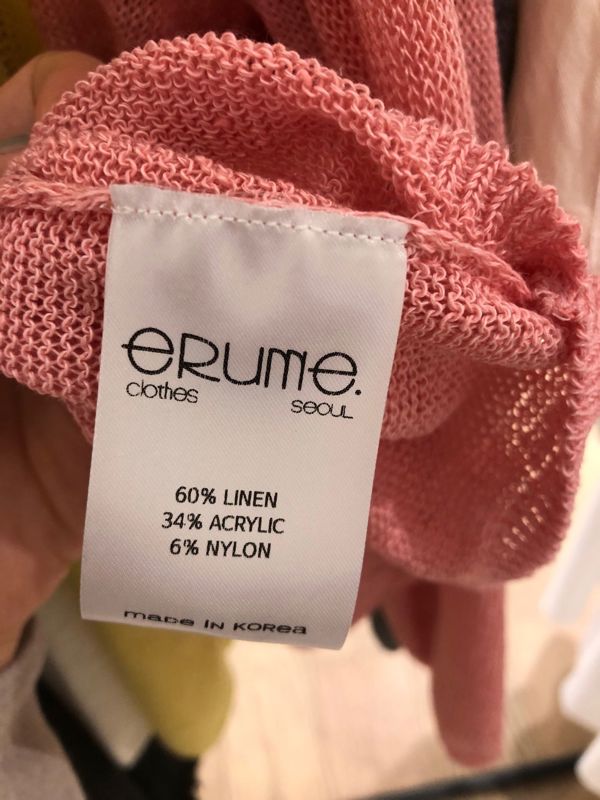 eRume.
clothes seoul
60% LINEN
34% ACRYLIC
6% NYLON
made in Korea